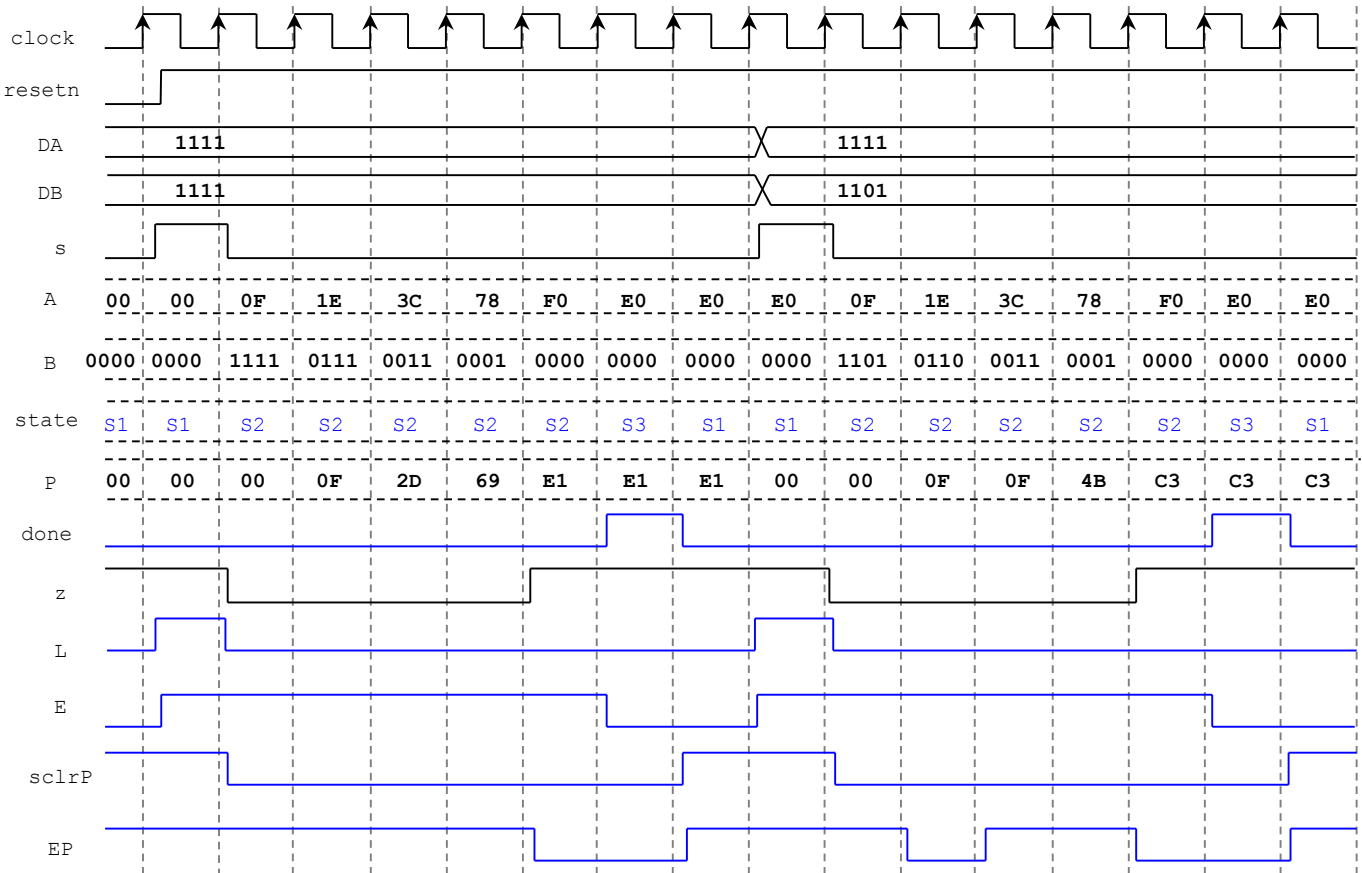 clock
resetn
DA 1111 1111
DB 1111 1101
s
A 00 00 0F 1E 3C 78 F0 E0 E0 E0 0F 1E 3C 78 F0 E0 E0
B 0000 0000 1111 0111 0011 0001 0000 0000 0000 0000 1101 0110 0011 0001 0000 0000 0000
state S1 S1 S2 S2 S2 S2 S2 S3 S1 S1 S2 S2 S2 S2 S2 S3 S1
P 00 00 00 0F 2D 69 E1 E1 E1 00 00 0F 0F 4B C3 C3 C3
done
z
L
E
sclrP
EP